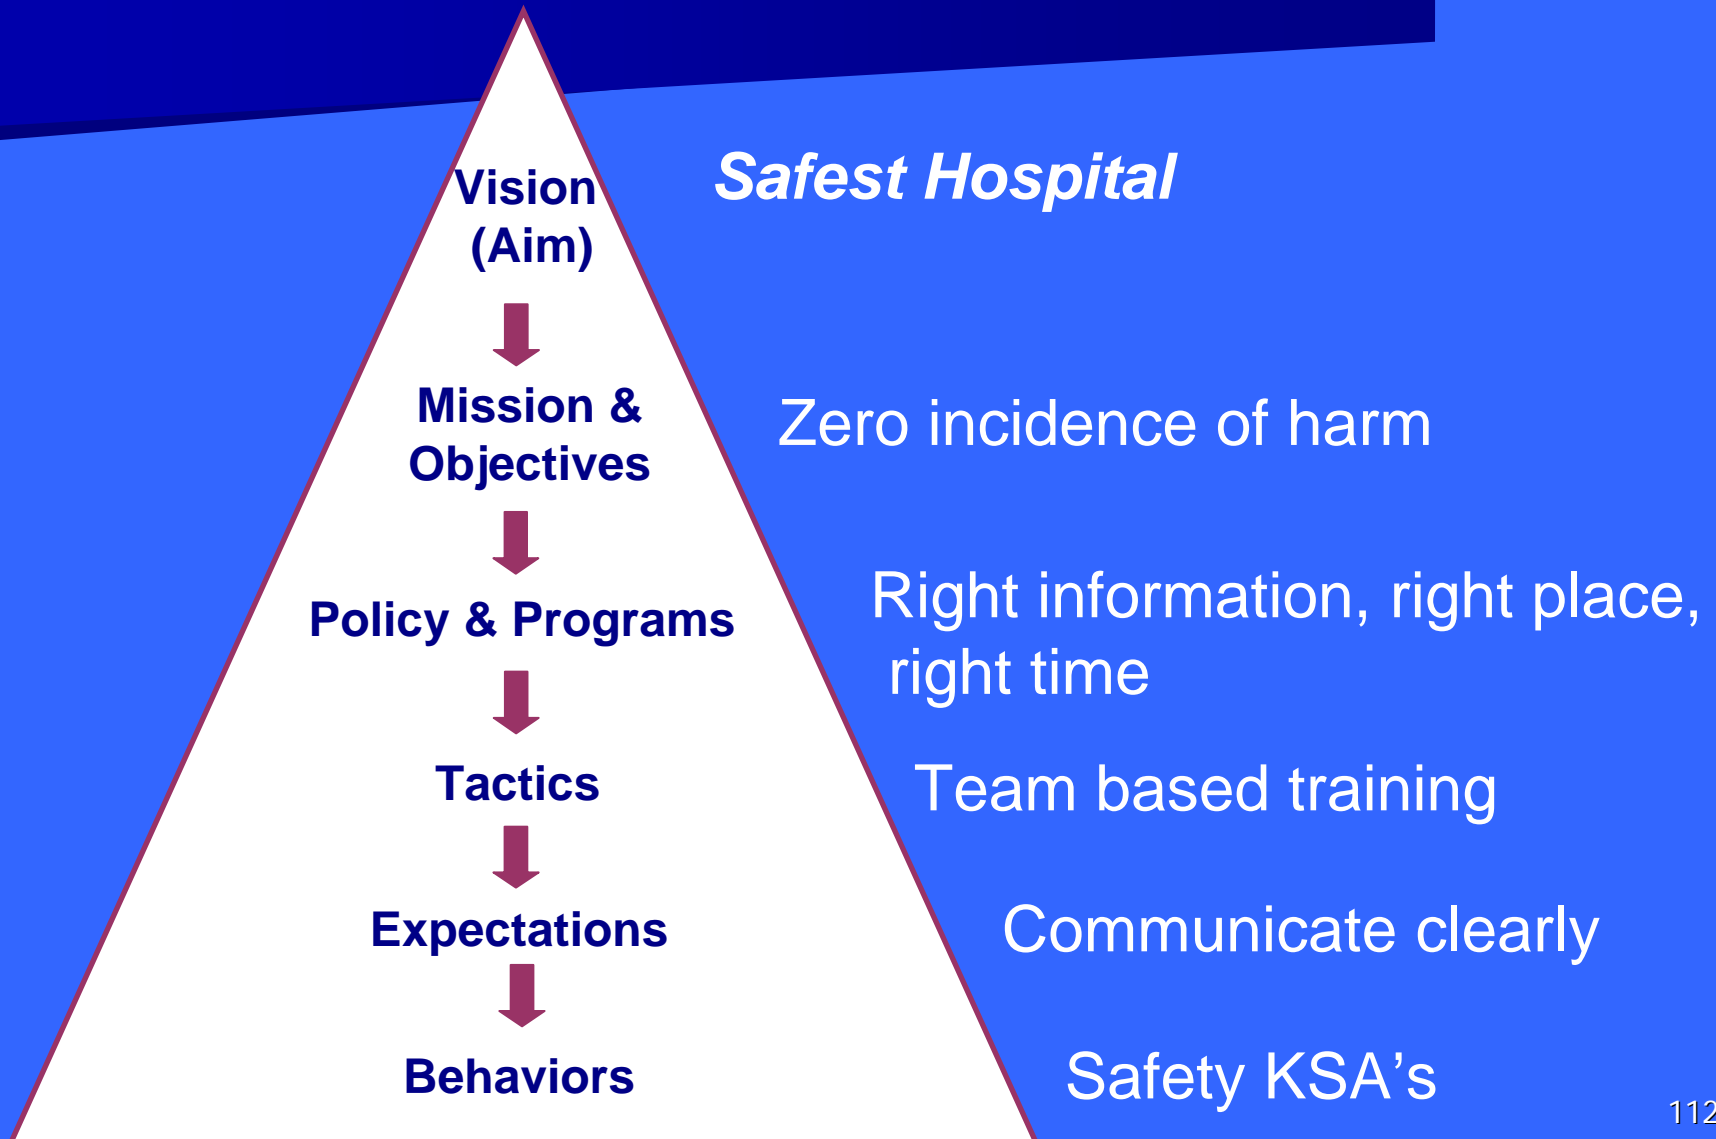 Vision
(Aim)
Safest Hospital
Mission &
Objectives
Zero incidence of harm
Policy & Programs
Right information, right place,
right time
Tactics
Team based training
Expectations
Communicate clearly
Behaviors
Safety KSA’s
112